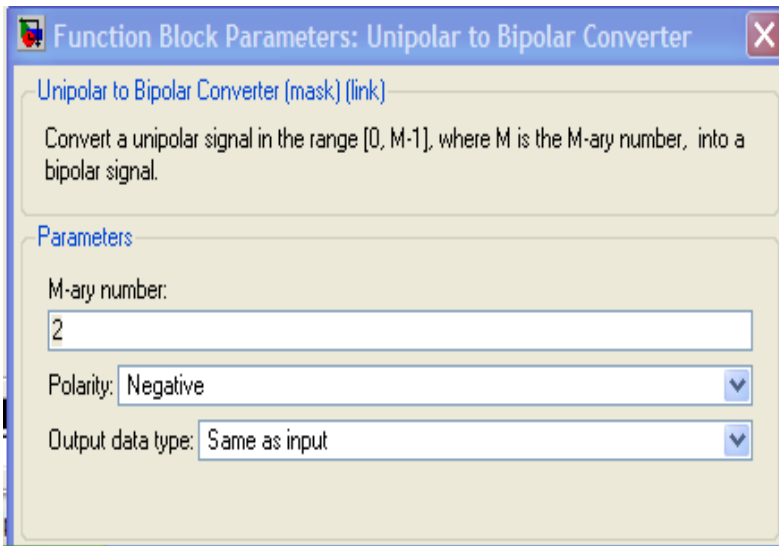 Function Block Parameters: Unipolar to Bipolar Converter
Unipolar to Bipolar Converter (mask) (link)
Convert a unipolar signal in the range [0, M-1], where M is the M-ary number,  into a
bipolar signal.
Parameters
M-ary number:
2
Polarity: Negative
Output data type: Same as input